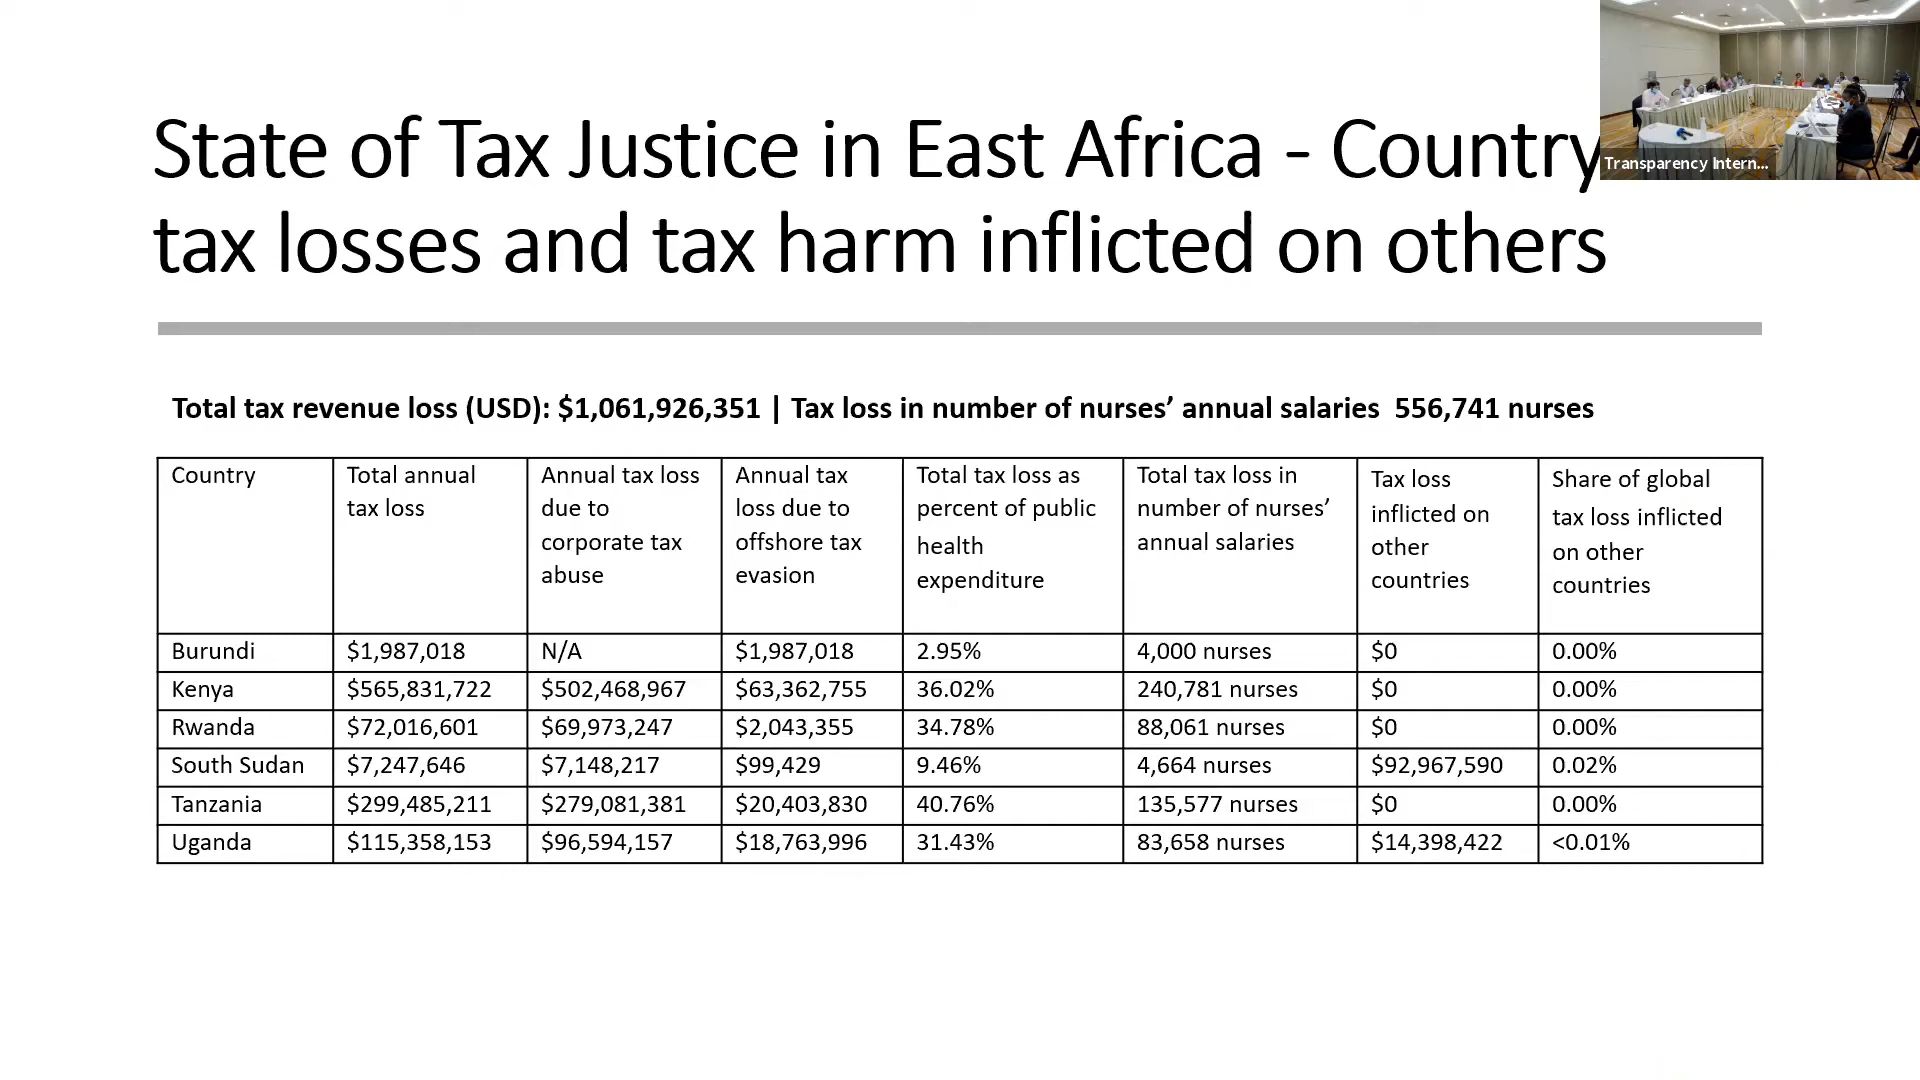 State of Tax Justice in East Africa - Country
tax losses and tax harm inflicted on others
Transparency Intern...
Total tax revenue loss (USD): $1,061,926,351 | Tax loss in number of nurses’ annual salaries 556,741 nurses
Country
Total annual
tax loss
Annual tax loss
due to
corporate tax
abuse
Annual tax
loss due to
offshore tax
evasion
Total tax loss as
percent of public
health
expenditure
Total tax loss in
number of nurses’
annual salaries
Tax loss
inflicted on
other
countries
Share of global
tax loss inflicted
on other
countries
Burundi $1,987,018 N/A $1,987,018 2.95% 4,000 nurses $0 0.00%
Kenya $565,831,722 $502,468,967 $63,362,755 36.02% 240,781 nurses $0 0.00%
Rwanda $72,016,601 $69,973,247 $2,043,355 34.78% 88,061 nurses $0 0.00%
South Sudan $7,247,646 $7,148,217 $99,429 9.46% 4,664 nurses $92,967,590 0.02%
Tanzania $299,485,211 $279,081,381 $20,403,830 40.76% 135,577 nurses $0 0.00%
Uganda $115,358,153 $96,594,157 $18,763,996 31.43% 83,658 nurses $14,398,422 <0.01%